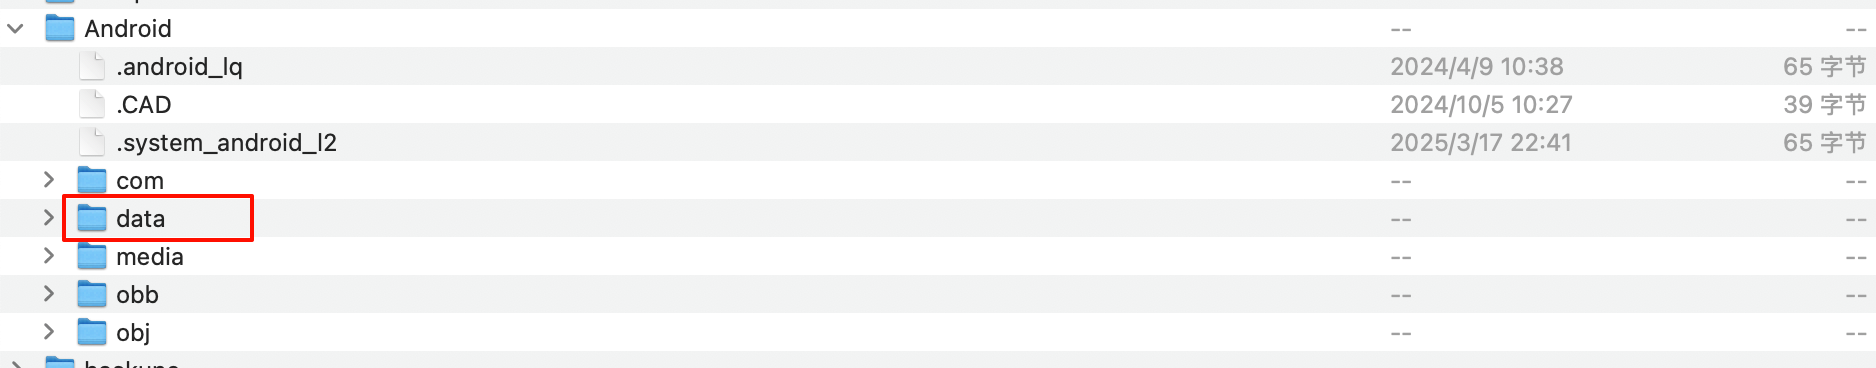 Android -- --
.android_lq 2024/4/9 10:38 65 字节
.CAD 2024/10/5 10:27 39 字节
.system_android_l2 2025/3/17 22:41 65 字节
com -- --
data -- --
media -- --
obb -- --
obj -- --